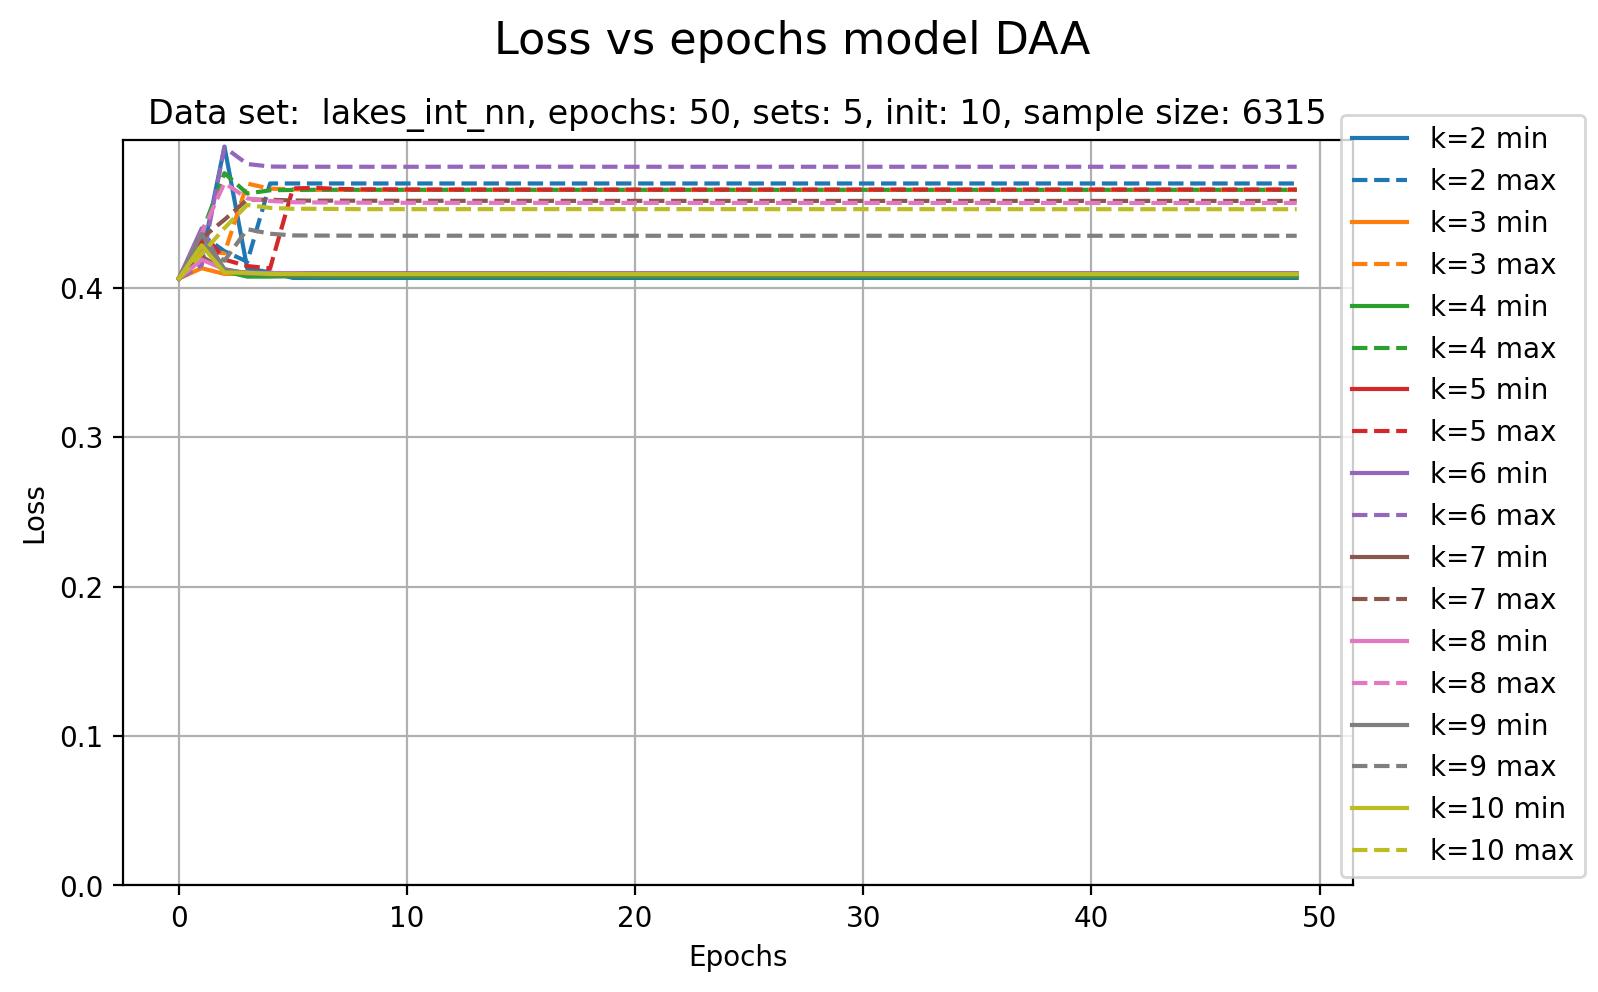 Loss vs epochs model DAA
Data set:  lakes_int_nn, epochs: 50, sets: 5, init: 10, sample size: 6315
Loss
0.4
0.3
0.2
0.1
0.0
0
10
20
30
40
50
Epochs
k=2 min
k=2 max
k=3 min
k=3 max
k=4 min
k=4 max
k=5 min
k=5 max
k=6 min
k=6 max
k=7 min
k=7 max
k=8 min
k=8 max
k=9 min
k=9 max
k=10 min
k=10 max